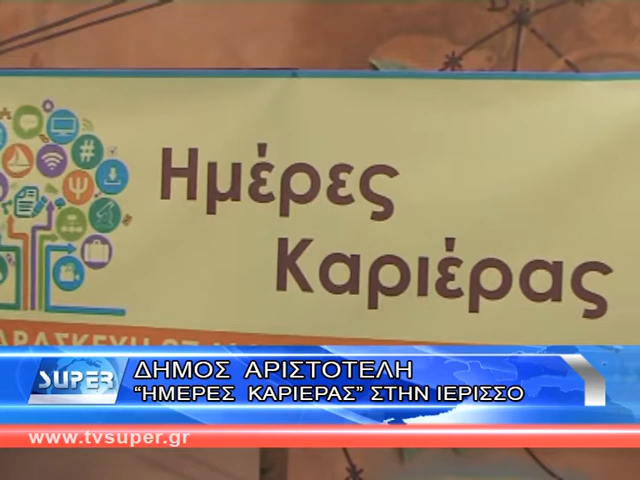 Ημέρες
Καριέρας
ΔΗΜΟΣ ΑΡΙΣΤΟΤΕΛΗ
SUPER
“ΗΜΕΡΕΣ ΚΑΡΙΕΡΑΣ” ΣΤΗΝ ΙΕΡΙΣΣΟ
www.tvsuper.gr